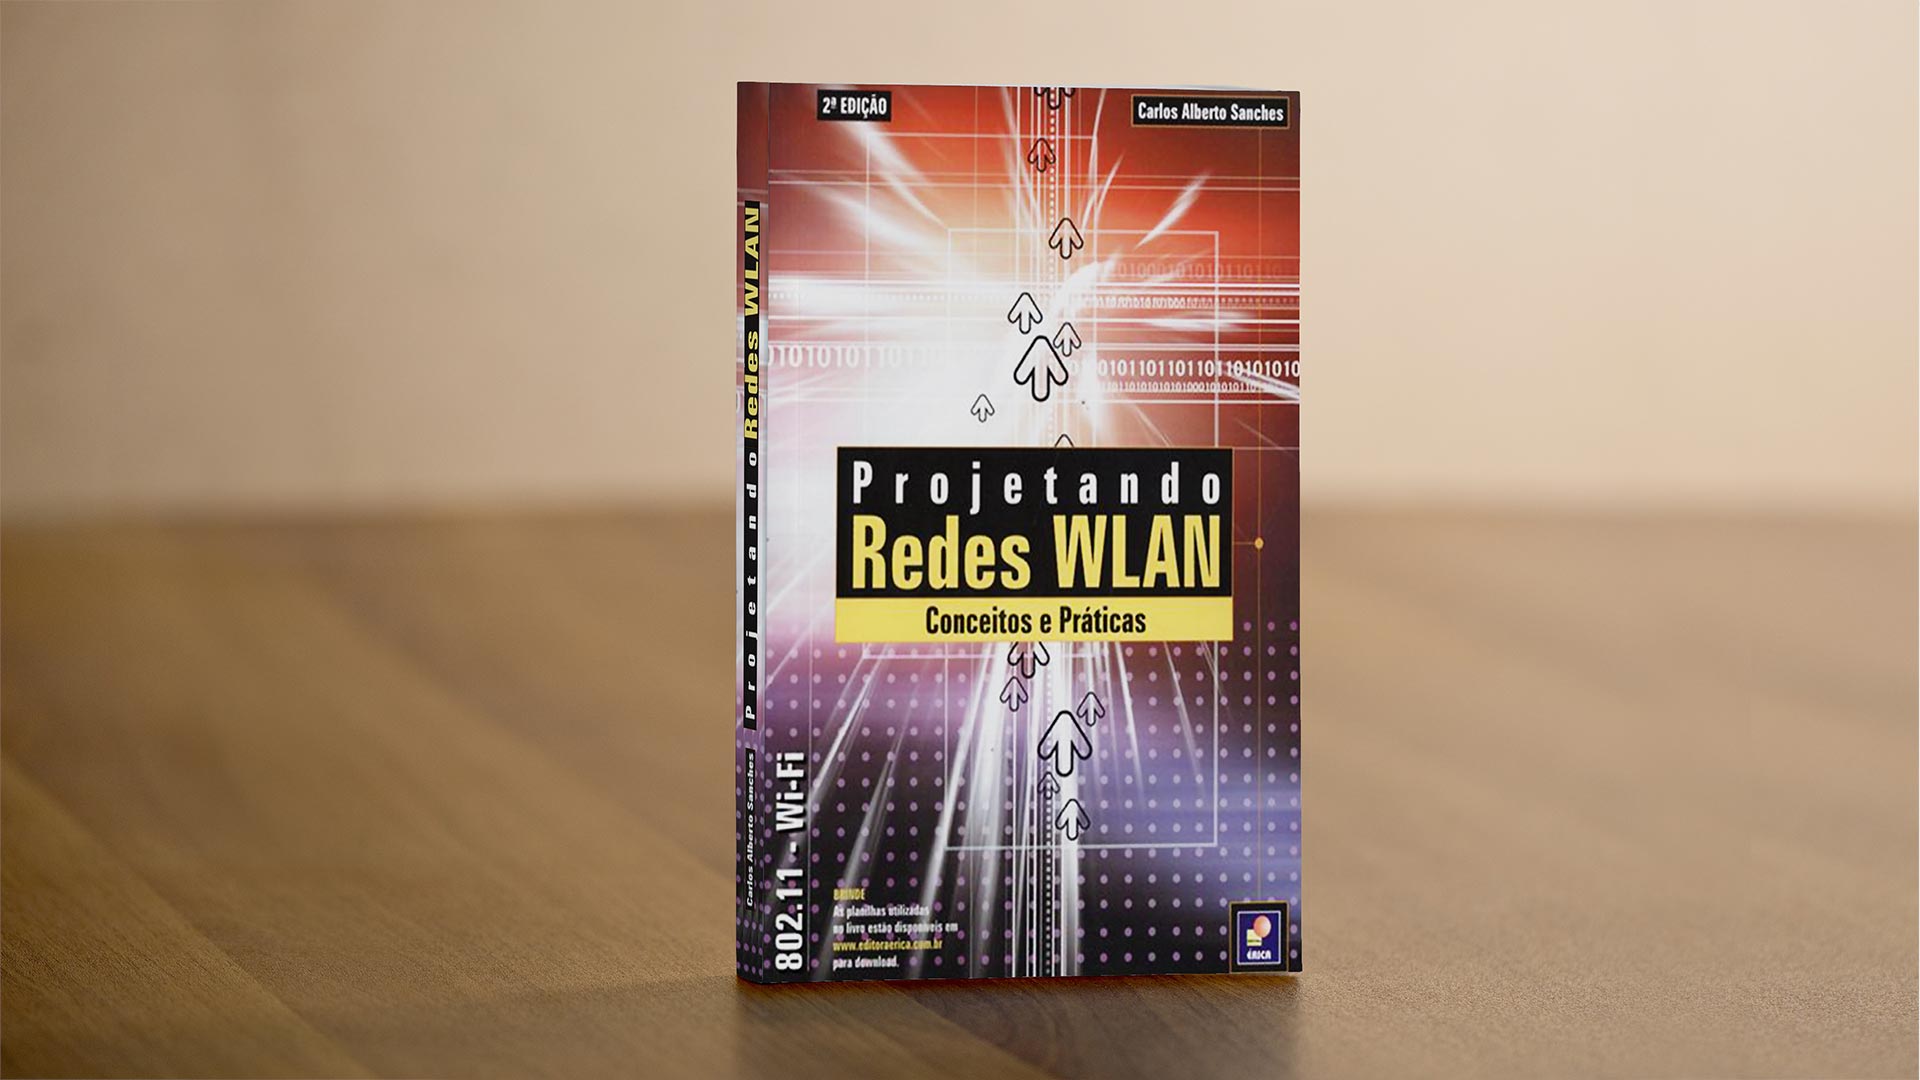 2ª EDIÇÃO
Carlos Alberto Sanches
Projetando
Redes WLAN
Conceitos e Práticas
802.11 - Wi-Fi
BRINDE
As planilhas utilizadas
no livro estão disponíveis em
www.editoraerica.com.br
para download.
ÉRICA
Carlos Alberto Sanches Projetando Redes WLAN